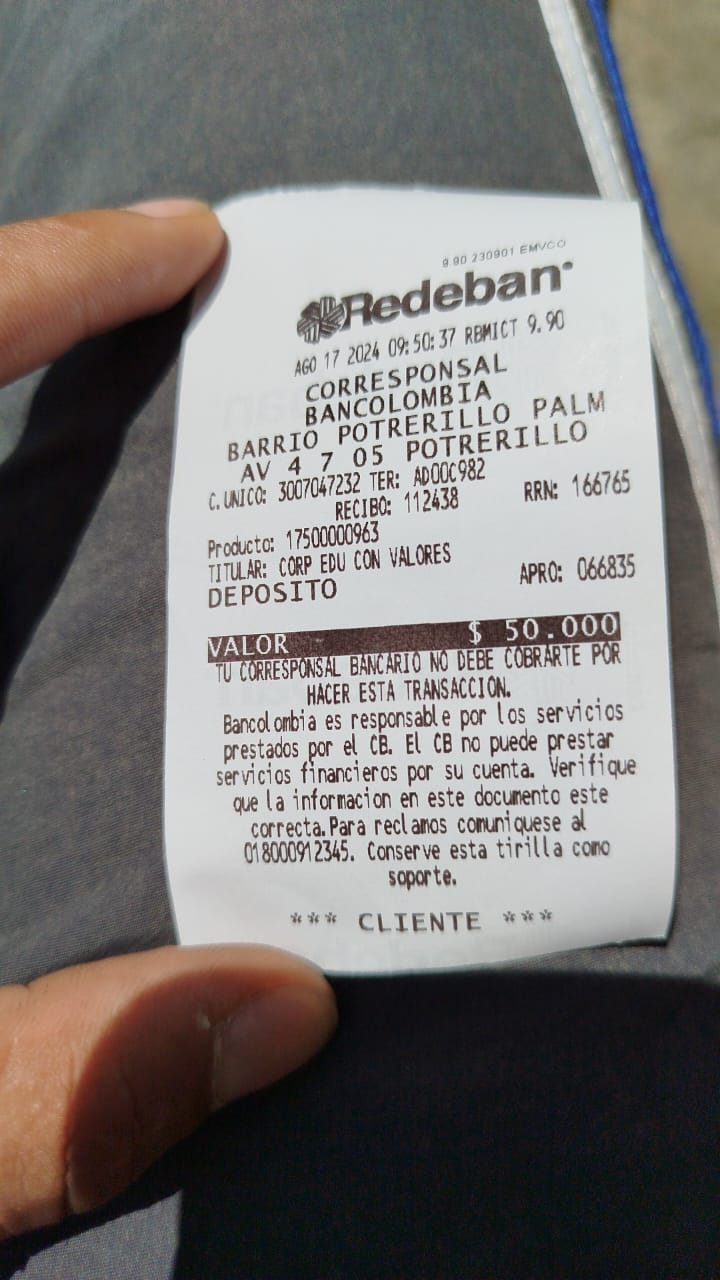 9.90 230901 EMVCO
Redeban
AGO 17 2024 09:50:37 RBMICT 9.90
CORRESPONSAL
BANCOLOMBIA
BARRIO POTRERILLO PALM
AV 4 7 05 POTRERILLO
C. UNICO: 3007047232 TER: ADOOC982
RECIBO: 112438 RRN: 166765
Producto: 17500000963
TITULAR: CORP EDU CON VALORES
DEPOSITO APRO: 066835
VALOR $ 50.000
TU CORRESPONSAL BANCARIO NO DEBE COBRARTE POR
HACER ESTA TRANSACCION.
Bancolombia es responsable por los servicios
prestados por el CB. El CB no puede prestar
servicios financieros por su cuenta. Verifique
que la informacion en este documento este
correcta.Para reclamos comuniquese al
018000912345. Conserve esta tirilla como
soporte.
*** CLIENTE ***